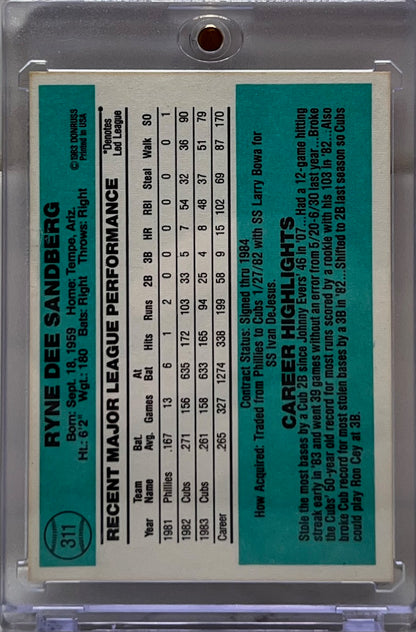 311
RYNE DEE SANDBERG
© 1983 DONRUSS
Printed in USA
Born: Sept. 18, 1959 Home: Tempe, Ariz.
Ht.: 6'2" Wgt.: 180 Bats: Right Throws: Right
RECENT MAJOR LEAGUE PERFORMANCE
*Denotes
Led League
Year Team Name Bat. Avg. Games At Bat Hits Runs 2B 3B HR RBI Steal Walk SO
1981 Phillies .167 13 6 1 2 0 0 0 0 0 0 1
1982 Cubs .271 156 635 172 103 33 5 7 54 32 36 90
1983 Cubs .261 158 633 165 94 25 4 8 48 37 51 79
Career .265 327 1274 338 199 58 9 15 102 69 87 170
Contract Status: Signed thru 1984
How Acquired: Traded from Phillies to Cubs 1/27/82 with SS Larry Bowa for
SS Ivan DeJesus.
CAREER HIGHLIGHTS
Stole the most bases by a Cub 2B since Johnny Evers' 46 in '07...Had a 12-game hitting
streak early in '83 and went 39 games without an error from 5/20-6/30 last year...Broke
the Cubs' 50-year old record for most runs scored by a rookie with his 103 in '82...Also
broke Cub record for most stolen bases by a 3B in '82...Shifted to 2B last season so Cubs
could play Ron Cey at 3B.